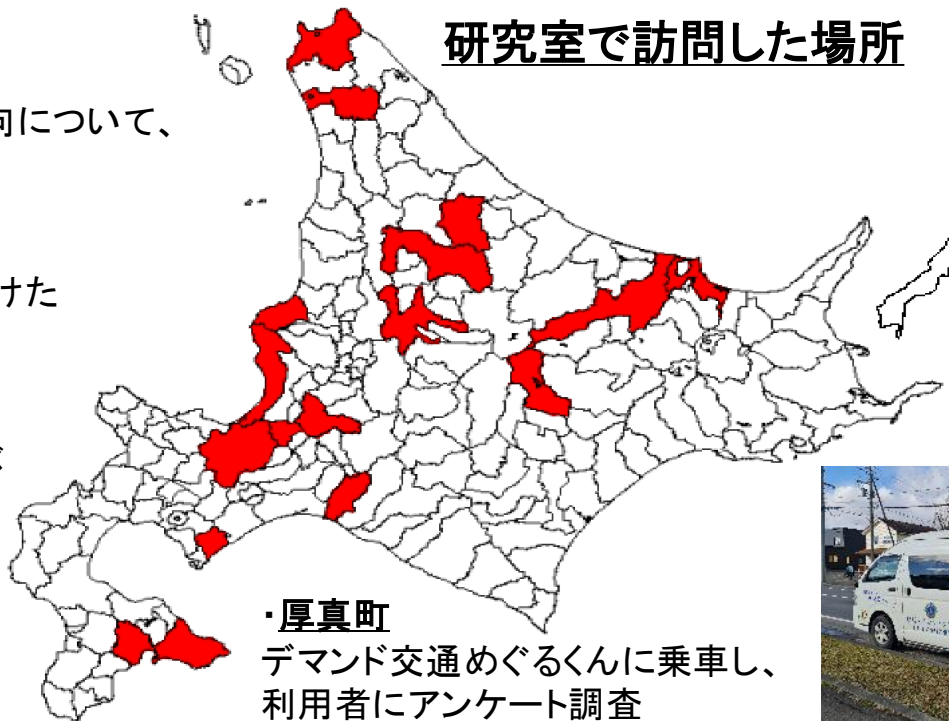 研究室で訪問した場所
向について、
けた
・厚真町
デマンド交通めぐるくんに乗車し、
利用者にアンケート調査